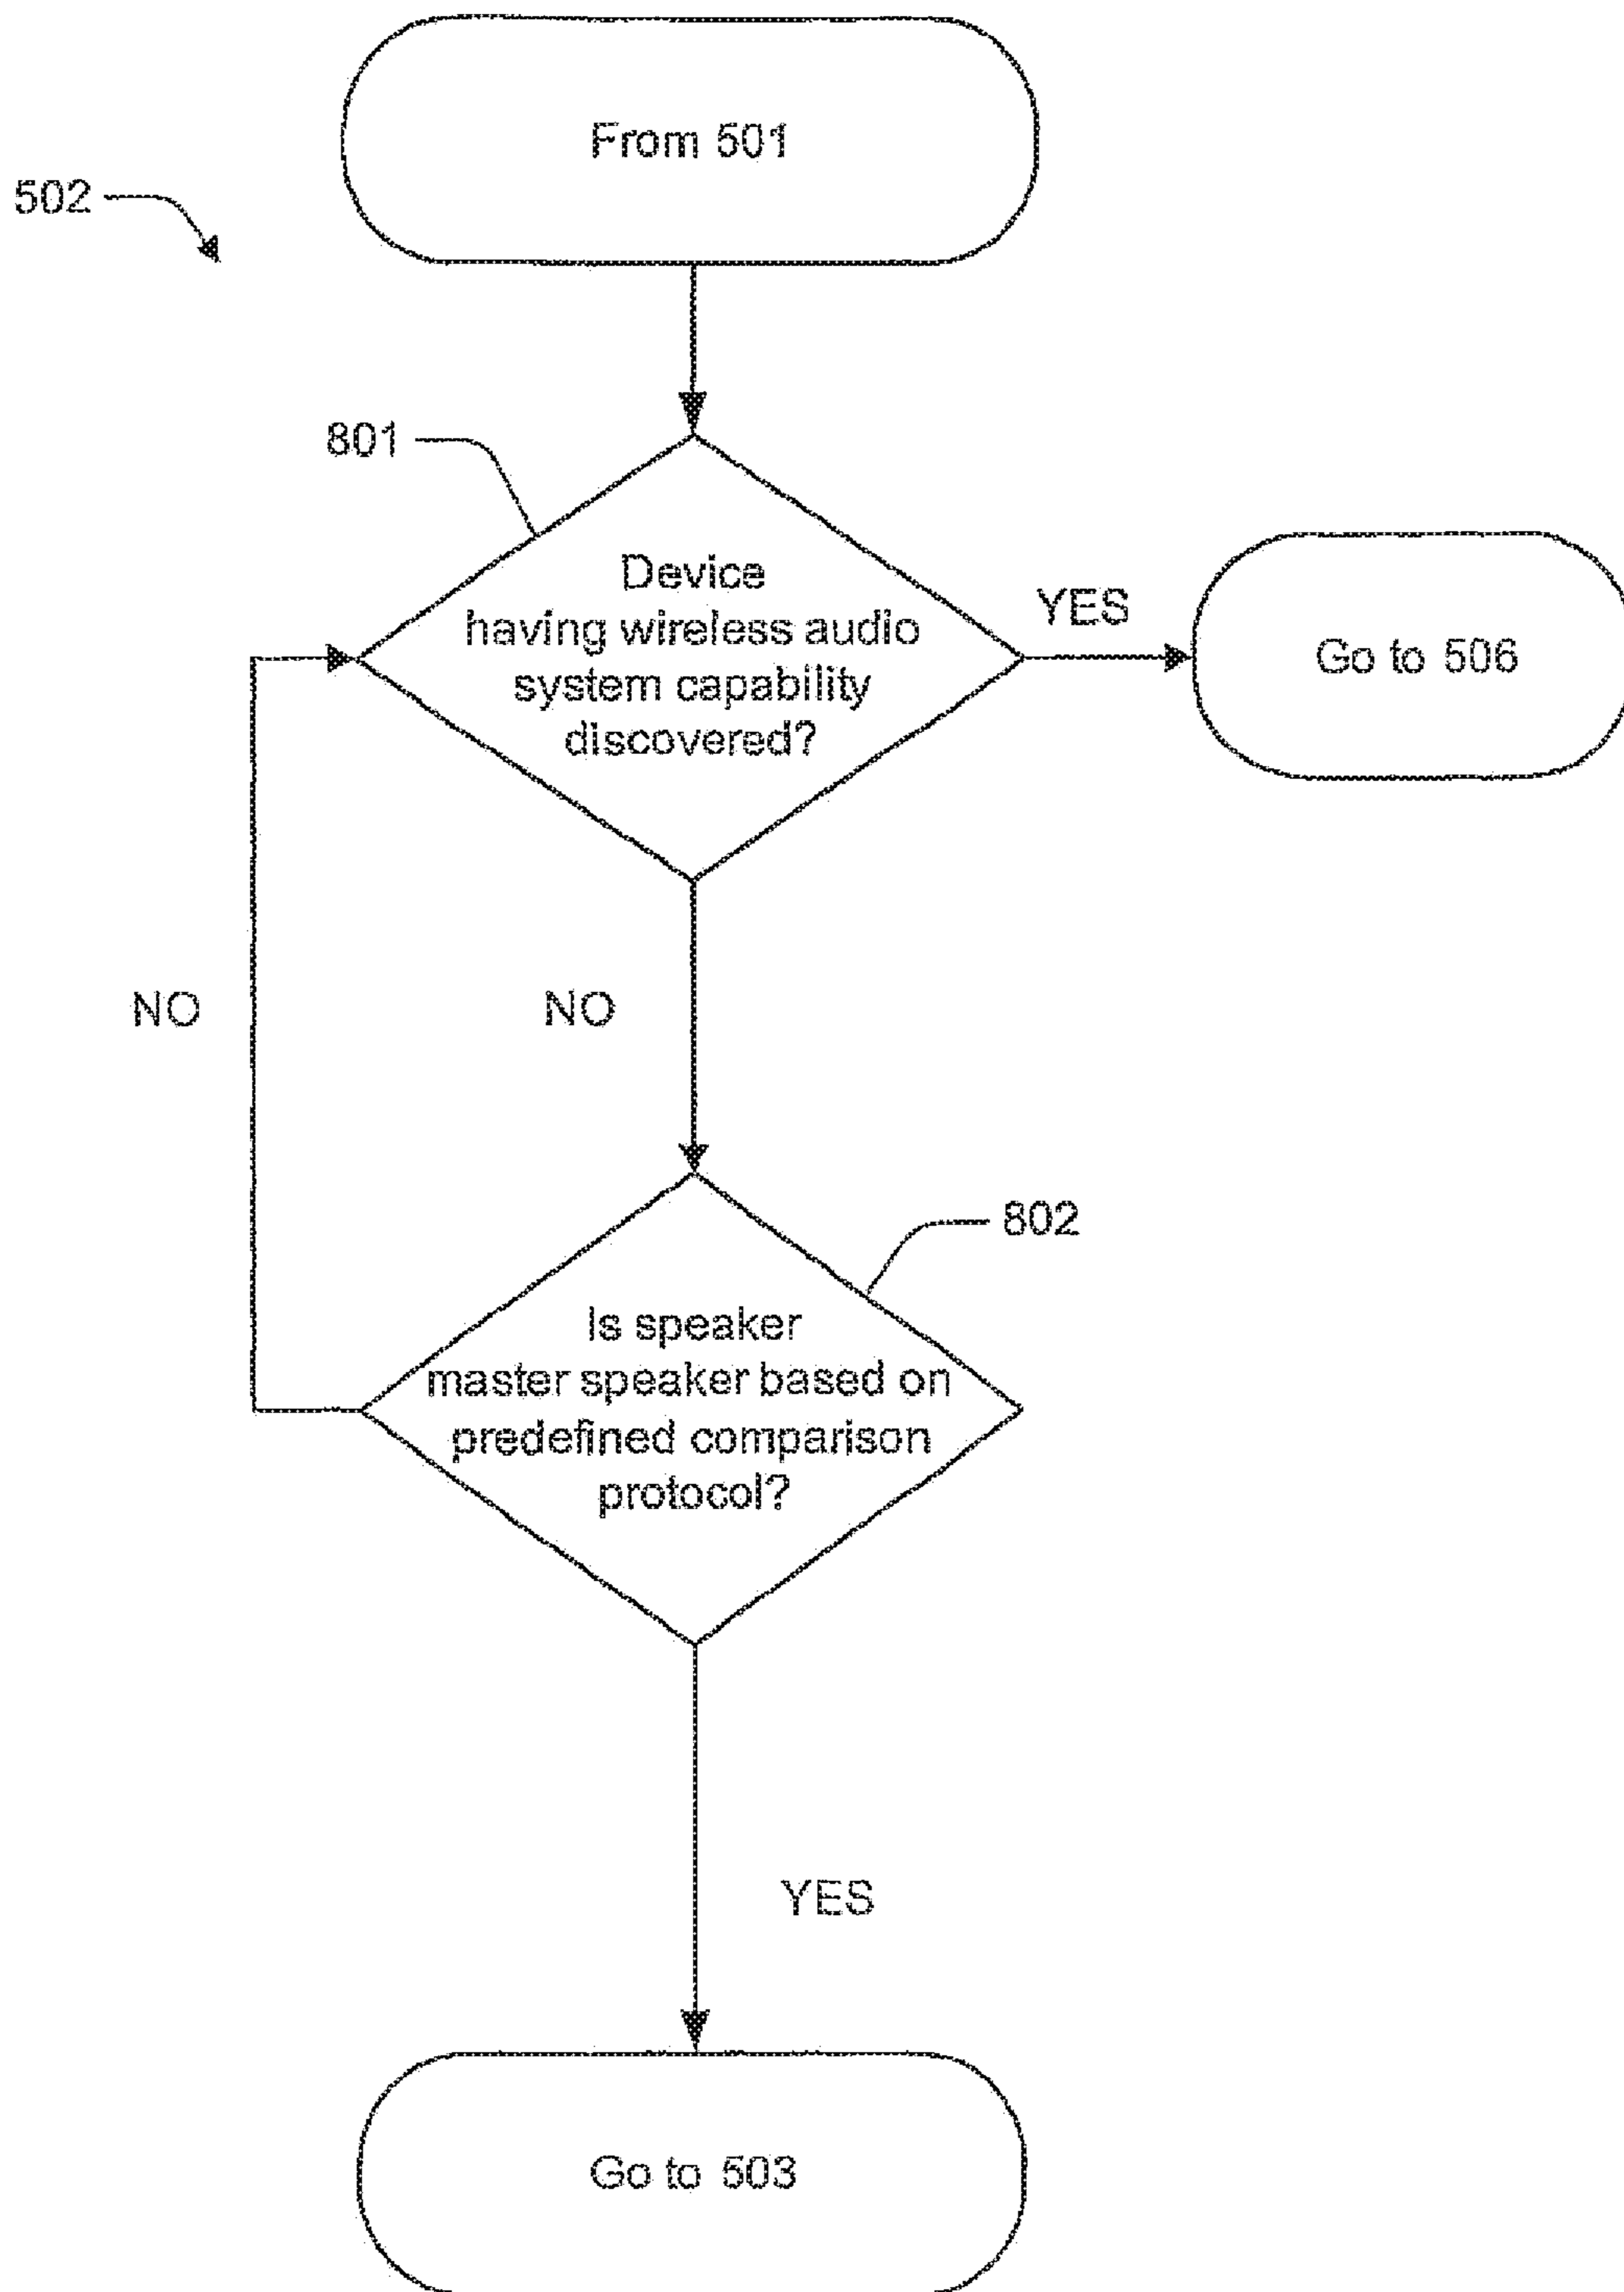 From 501
502
801
Device
having wireless audio
system capability
discovered?
YES
Go to 506
NO
NO
802
Is speaker
master speaker based on
predefined comparison
protocol?
YES
Go to 503